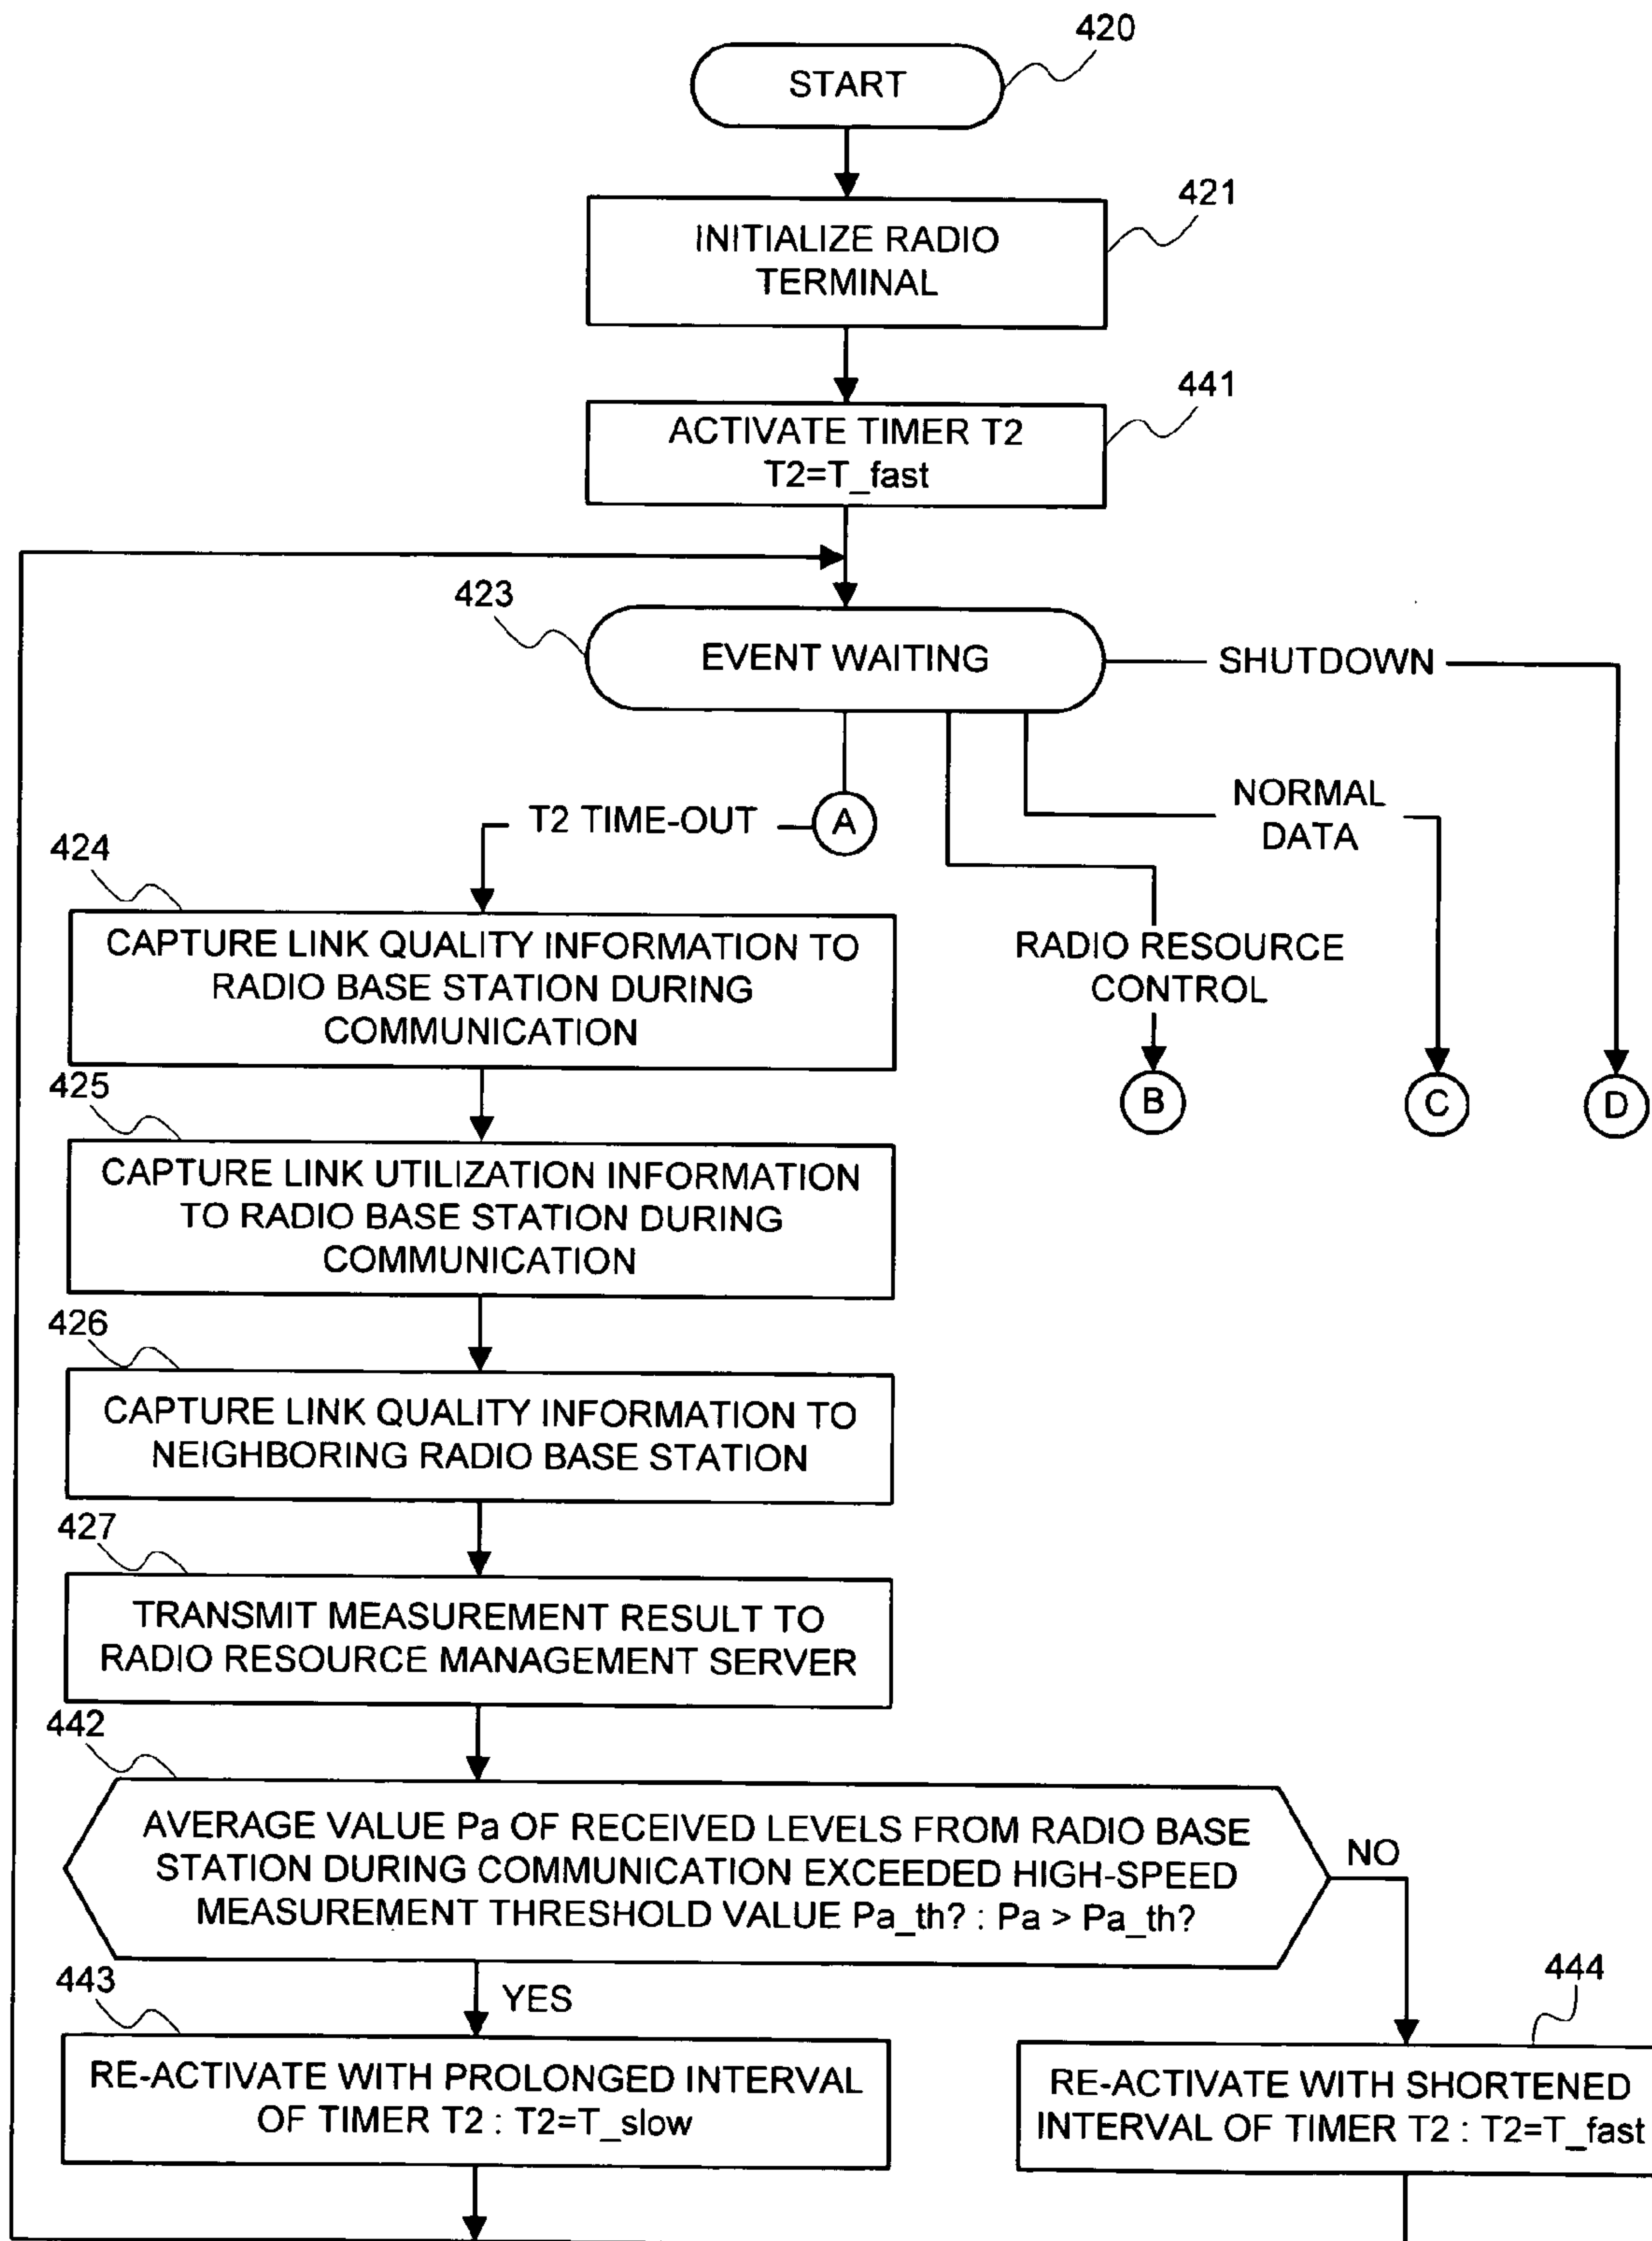 420
START
421
INITIALIZE RADIO
TERMINAL
441
ACTIVATE TIMER T2
T2=T_fast
423
EVENT WAITING
SHUTDOWN
NORMAL
DATA
T2 TIME-OUT
A
424
CAPTURE LINK QUALITY INFORMATION TO
RADIO BASE STATION DURING
COMMUNICATION
RADIO RESOURCE
CONTROL
B
C
D
425
CAPTURE LINK UTILIZATION INFORMATION
TO RADIO BASE STATION DURING
COMMUNICATION
426
CAPTURE LINK QUALITY INFORMATION TO
NEIGHBORING RADIO BASE STATION
427
TRANSMIT MEASUREMENT RESULT TO
RADIO RESOURCE MANAGEMENT SERVER
442
AVERAGE VALUE Pa OF RECEIVED LEVELS FROM RADIO BASE
STATION DURING COMMUNICATION EXCEEDED HIGH-SPEED
MEASUREMENT THRESHOLD VALUE Pa_th? : Pa > Pa_th?
NO
443
YES
444
RE-ACTIVATE WITH PROLONGED INTERVAL
OF TIMER T2 : T2=T_slow
RE-ACTIVATE WITH SHORTENED
INTERVAL OF TIMER T2 : T2=T_fast